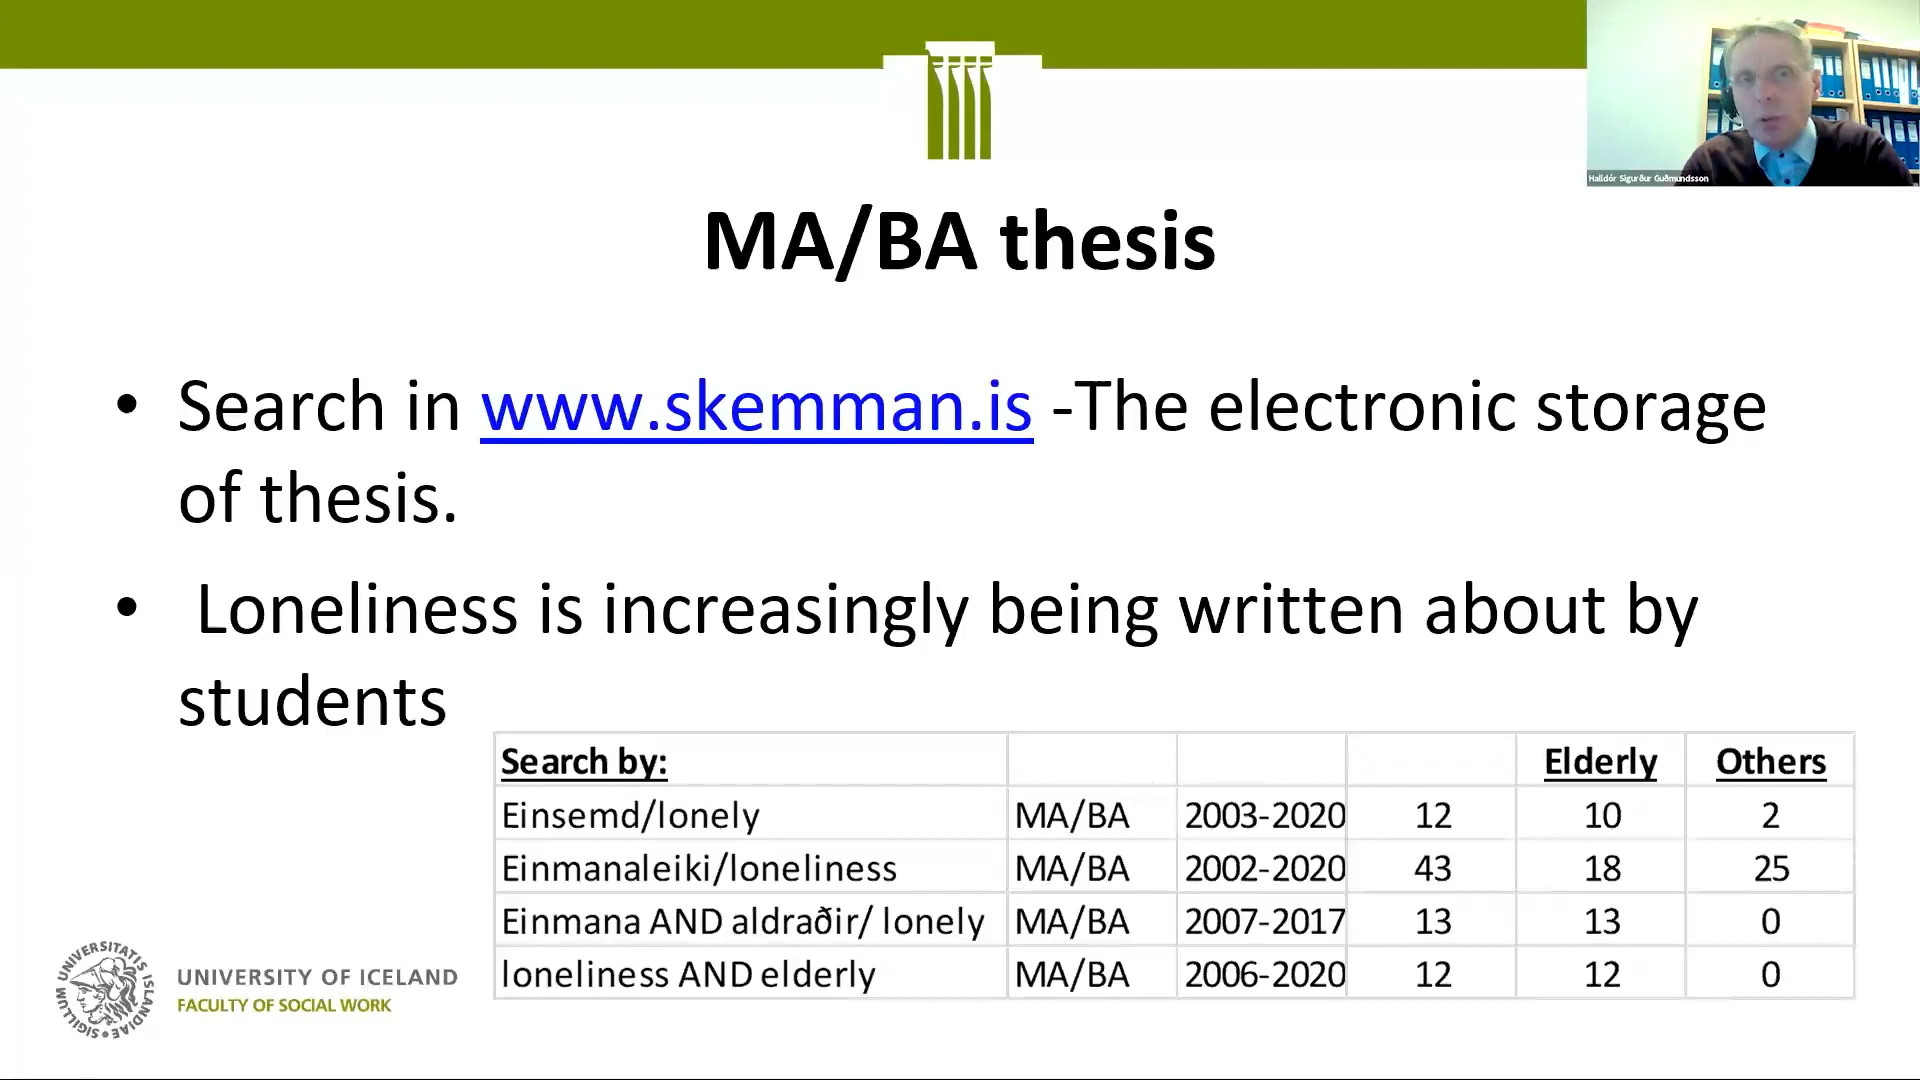 Halldór Sigurður Guðmundsson
MA/BA thesis
• Search in www.skemman.is -The electronic storage
of thesis.
• Loneliness is increasingly being written about by
students
Search by: Elderly Others
Einsemd/lonely MA/BA 2003-2020 12 10 2
Einmanaleiki/loneliness MA/BA 2002-2020 43 18 25
Einmana AND aldraðir/ lonely MA/BA 2007-2017 13 13 0
loneliness AND elderly MA/BA 2006-2020 12 12 0
UNIVERSITATIS ISLANDIAE SIGILLUM
UNIVERSITY OF ICELAND
FACULTY OF SOCIAL WORK